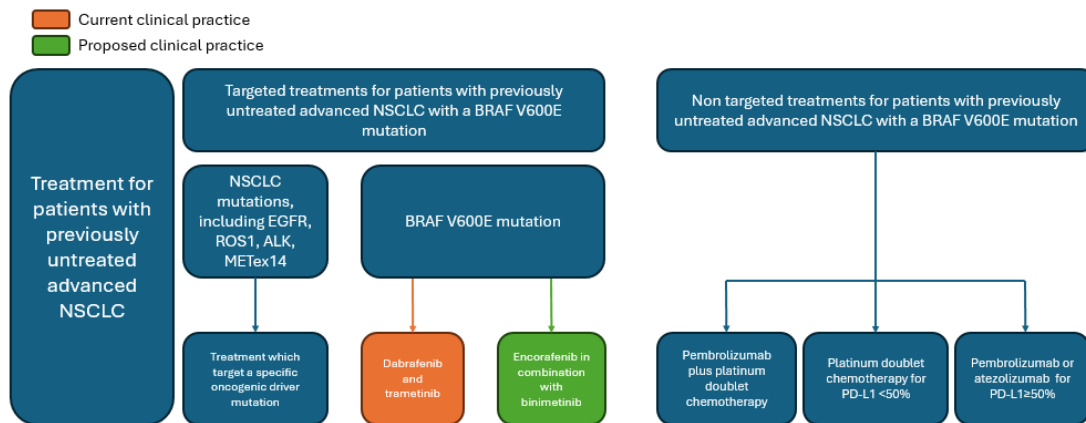 Current clinical practice
Proposed clinical practice
Treatment for
patients with
previously
untreated
advanced
NSCLC
Targeted treatments for patients with previously
untreated advanced NSCLC with a BRAF V600E
mutation
Non targeted treatments for patients with previously
untreated advanced NSCLC with a BRAF V600E
mutation
NSCLC
mutations,
including EGFR,
ROS1, ALK,
METex14
BRAF V600E mutation
Treatment which
target a specific
oncogenic driver
mutation
Dabrafenib
and
trametinib
Encorafenib in
combination
with
binimetinib
Pembrolizumab
plus platinum
doublet
chemotherapy
Platinum doublet
chemotherapy for
PD-L1 <50%
Pembrolizumab or
atezolizumab for
PD-L1≥50%